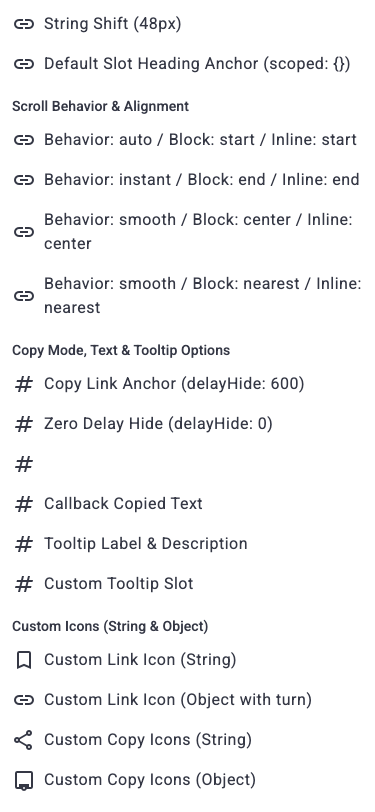 String Shift (48px)
Default Slot Heading Anchor (scoped: {})
Scroll Behavior & Alignment
Behavior: auto / Block: start / Inline: start
Behavior: instant / Block: end / Inline: end
Behavior: smooth / Block: center / Inline:
center
Behavior: smooth / Block: nearest / Inline:
nearest
Copy Mode, Text & Tooltip Options
# Copy Link Anchor (delayHide: 600)
# Zero Delay Hide (delayHide: 0)
#
# Callback Copied Text
# Tooltip Label & Description
# Custom Tooltip Slot
Custom Icons (String & Object)
Custom Link Icon (String)
Custom Link Icon (Object with turn)
Custom Copy Icons (String)
Custom Copy Icons (Object)